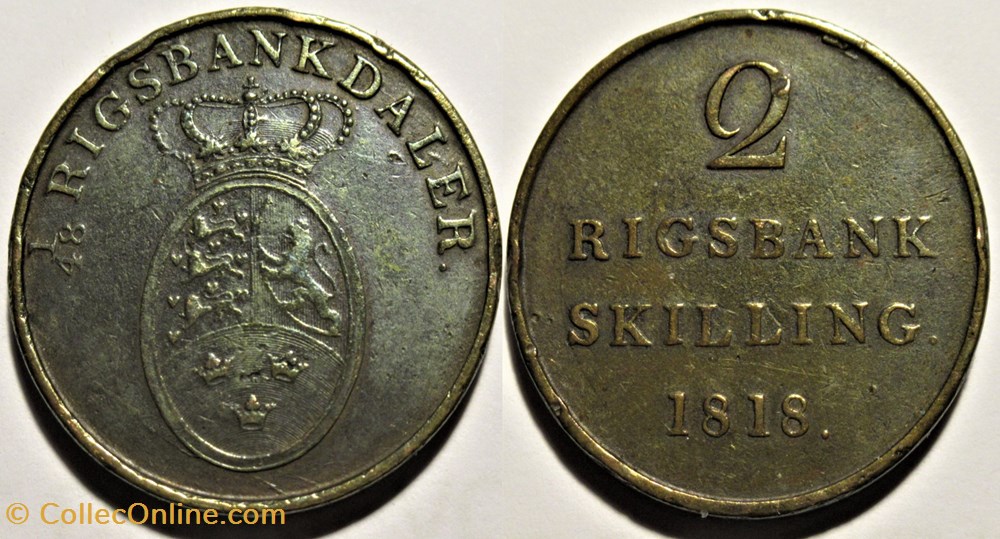 1/48 RIGSBANKDALER.
2
RIGSBANK
SKILLING.
1818.
© CollecOnline.com